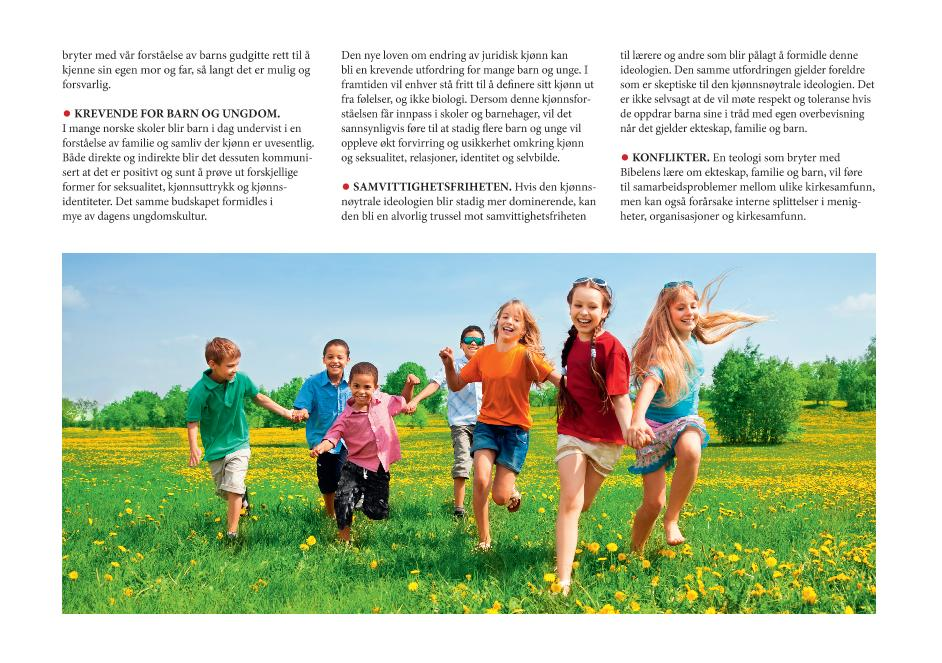 bryter med vår forståelse av barns gudgitte rett til å
kjenne sin egen mor og far, så langt det er mulig og
forsvarlig.
• KREVENDE FOR BARN OG UNGDOM.
I mange norske skoler blir barn i dag undervist i en
forståelse av familie og samliv der kjønn er uvesentlig.
Både direkte og indirekte blir det dessuten kommuni-
sert at det er positivt og sunt å prøve ut forskjellige
former for seksualitet, kjønnsuttrykk og kjønns-
identiteter. Det samme budskapet formidles i
mye av dagens ungdomskultur.
Den nye loven om endring av juridisk kjønn kan
bli en krevende utfordring for mange barn og unge. I
framtiden vil enhver stå fritt til å definere sitt kjønn ut
fra følelser, og ikke biologi. Dersom denne kjønnsfor-
ståelsen får innpass i skoler og barnehager, vil det
sannsynligvis føre til at stadig flere barn og unge vil
oppleve økt forvirring og usikkerhet omkring kjønn
og seksualitet, relasjoner, identitet og selvbilde.
• SAMVITTIGHETSFRIHETEN. Hvis den kjønns-
nøytrale ideologien blir stadig mer dominerende, kan
den bli en alvorlig trussel mot samvittighetsfriheten
til lærere og andre som blir pålagt å formidle denne
ideologien. Den samme utfordringen gjelder foreldre
som er skeptiske til den kjønnsnøytrale ideologien. Det
er ikke selvsagt at de vil møte respekt og toleranse hvis
de oppdrar barna sine i tråd med egen overbevisning
når det gjelder ekteskap, familie og barn.
• KONFLIKTER. En teologi som bryter med
Bibelens lære om ekteskap, familie og barn, vil føre
til samarbeidsproblemer mellom ulike kirkesamfunn,
men kan også forårsake interne splittelser i menig-
heter, organisasjoner og kirkesamfunn.